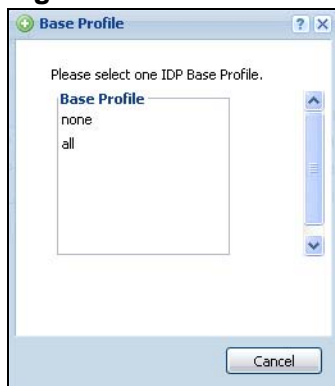 Base Profile
Please select one IDP Base Profile.
Base Profile
none
all
Cancel